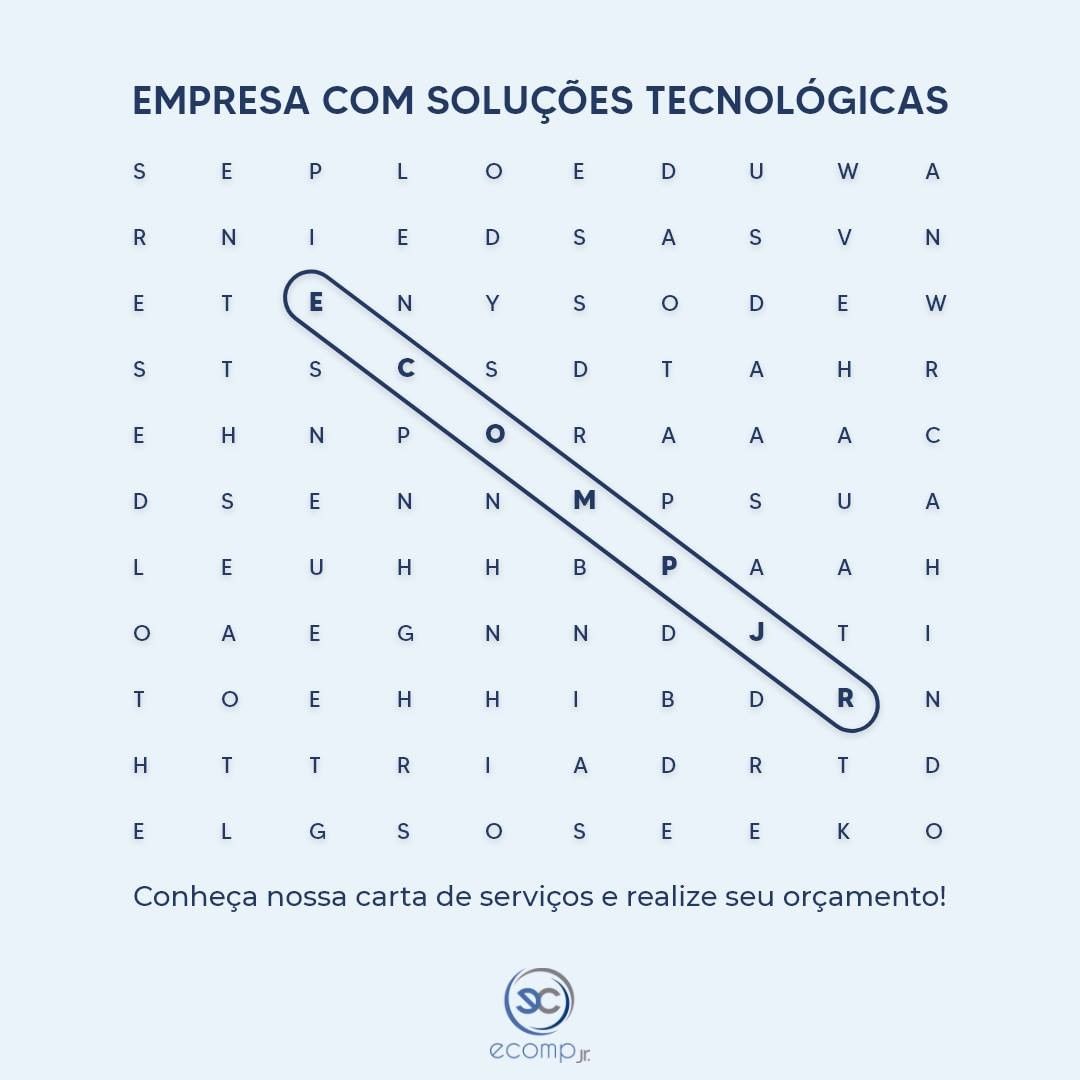 EMPRESA COM SOLUÇÕES TECNOLÓGICAS
S E P L O E D U W A
R N I E D S A S V N
E T E N Y S O D E W
S T S C S D T A H R
E H N P O R A A A C
D S E N N M P S U A
L E U H H B P A A H
O A E G N N D J T I
T O E H H I B D R N
H T T R I A D R T D
E L G S O S E E K O
Conheça nossa carta de serviços e realize seu orçamento!
ecomp Jr.